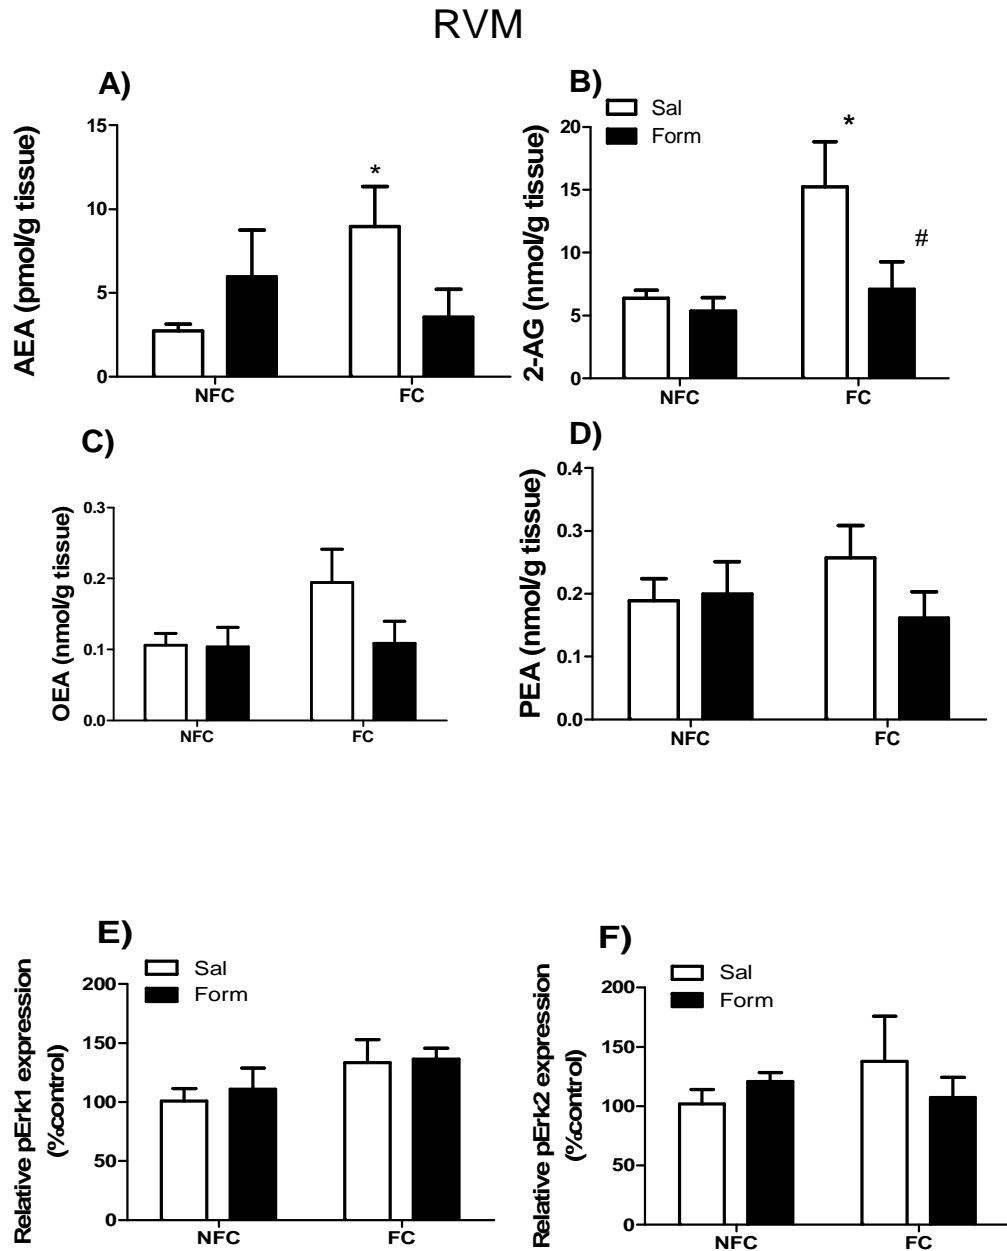 RVM
A)
AEA (pmol/g tissue)
15
10
5
0
*
NFC
FC
B)
Sal
Form
2-AG (nmol/g tissue)
20
15
10
5
0
*
#
NFC
FC
C)
OEA (nmol/g tissue)
0.3
0.2
0.1
0.0
NFC
FC
D)
PEA (nmol/g tissue)
0.4
0.3
0.2
0.1
0.0
NFC
FC
E)
Sal
Form
Relative pErk1 expression
(%control)
200
150
100
50
0
NFC
FC
F)
Sal
Form
Relative pErk2 expression
(%control)
200
150
100
50
0
NFC
FC